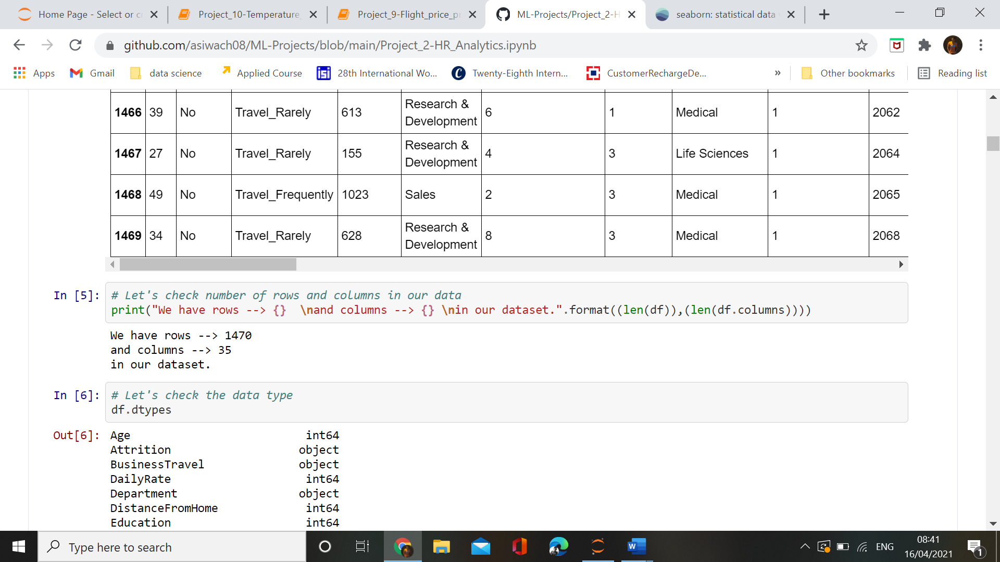 Home Page - Select or c
Project_10-Temperature_
Project_9-Flight_price_p
ML-Projects/Project_2-H
seaborn: statistical data
github.com/asiwach08/ML-Projects/blob/main/Project_2-HR_Analytics.ipynb
Apps
Gmail
data science
Applied Course
28th International Wo...
Twenty-Eighth Intern...
CustomerRechargeDe...
»
Other bookmarks
Reading list
1466 39 No Travel_Rarely 613 Research & Development 6 1 Medical 1 2062
1467 27 No Travel_Rarely 155 Research & Development 4 3 Life Sciences 1 2064
1468 49 No Travel_Frequently 1023 Sales 2 3 Medical 1 2065
1469 34 No Travel_Rarely 628 Research & Development 8 3 Medical 1 2068
In [5]: # Let's check number of rows and columns in our data
print("We have rows --> {}  \nand columns --> {} \nin our dataset.".format((len(df)),(len(df.columns))))
We have rows --> 1470
and columns --> 35
in our dataset.
In [6]: # Let's check the data type
df.dtypes
Out[6]: Age int64
Attrition object
BusinessTravel object
DailyRate int64
Department object
DistanceFromHome int64
Education int64
Type here to search
ENG
08:41
16/04/2021
1